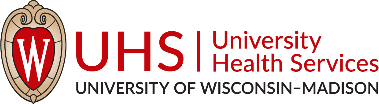 W
UHS
University
Health Services
UNIVERSITY OF WISCONSIN–MADISON